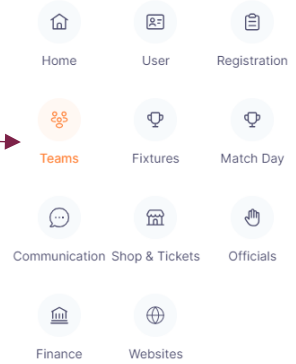 Home User Registration
Teams Fixtures Match Day
Communication Shop & Tickets Officials
Finance Websites